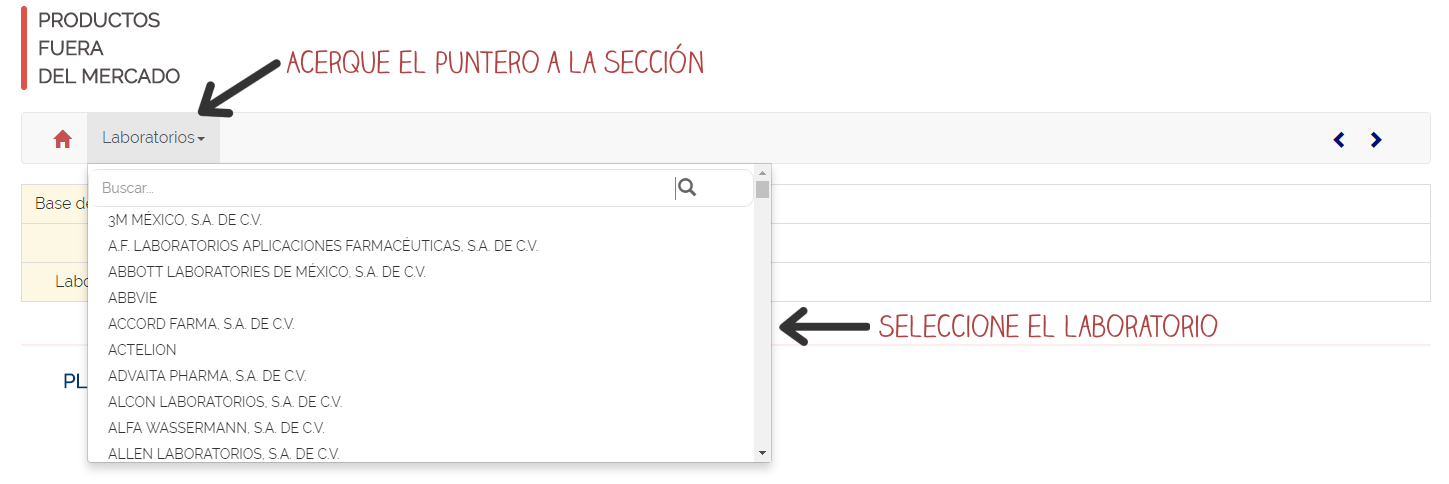 PRODUCTOS
FUERA
DEL MERCADO
ACERQUE EL PUNTERO A LA SECCIÓN
Laboratorios
Buscar...
Base de
3M MÉXICO, S.A. DE C.V.
A.F. LABORATORIOS APLICACIONES FARMACÉUTICAS, S.A. DE C.V.
ABBOTT LABORATORIES DE MÉXICO, S.A. DE C.V.
Labo
ABBVIE
ACCORD FARMA, S.A. DE C.V.
SELECCIONE EL LABORATORIO
ACTELION
ADVAITA PHARMA, S.A. DE C.V.
PL
ALCON LABORATORIOS, S.A. DE C.V.
ALFA WASSERMANN, S.A. DE C.V.
ALLEN LABORATORIOS, S.A. DE C.V.